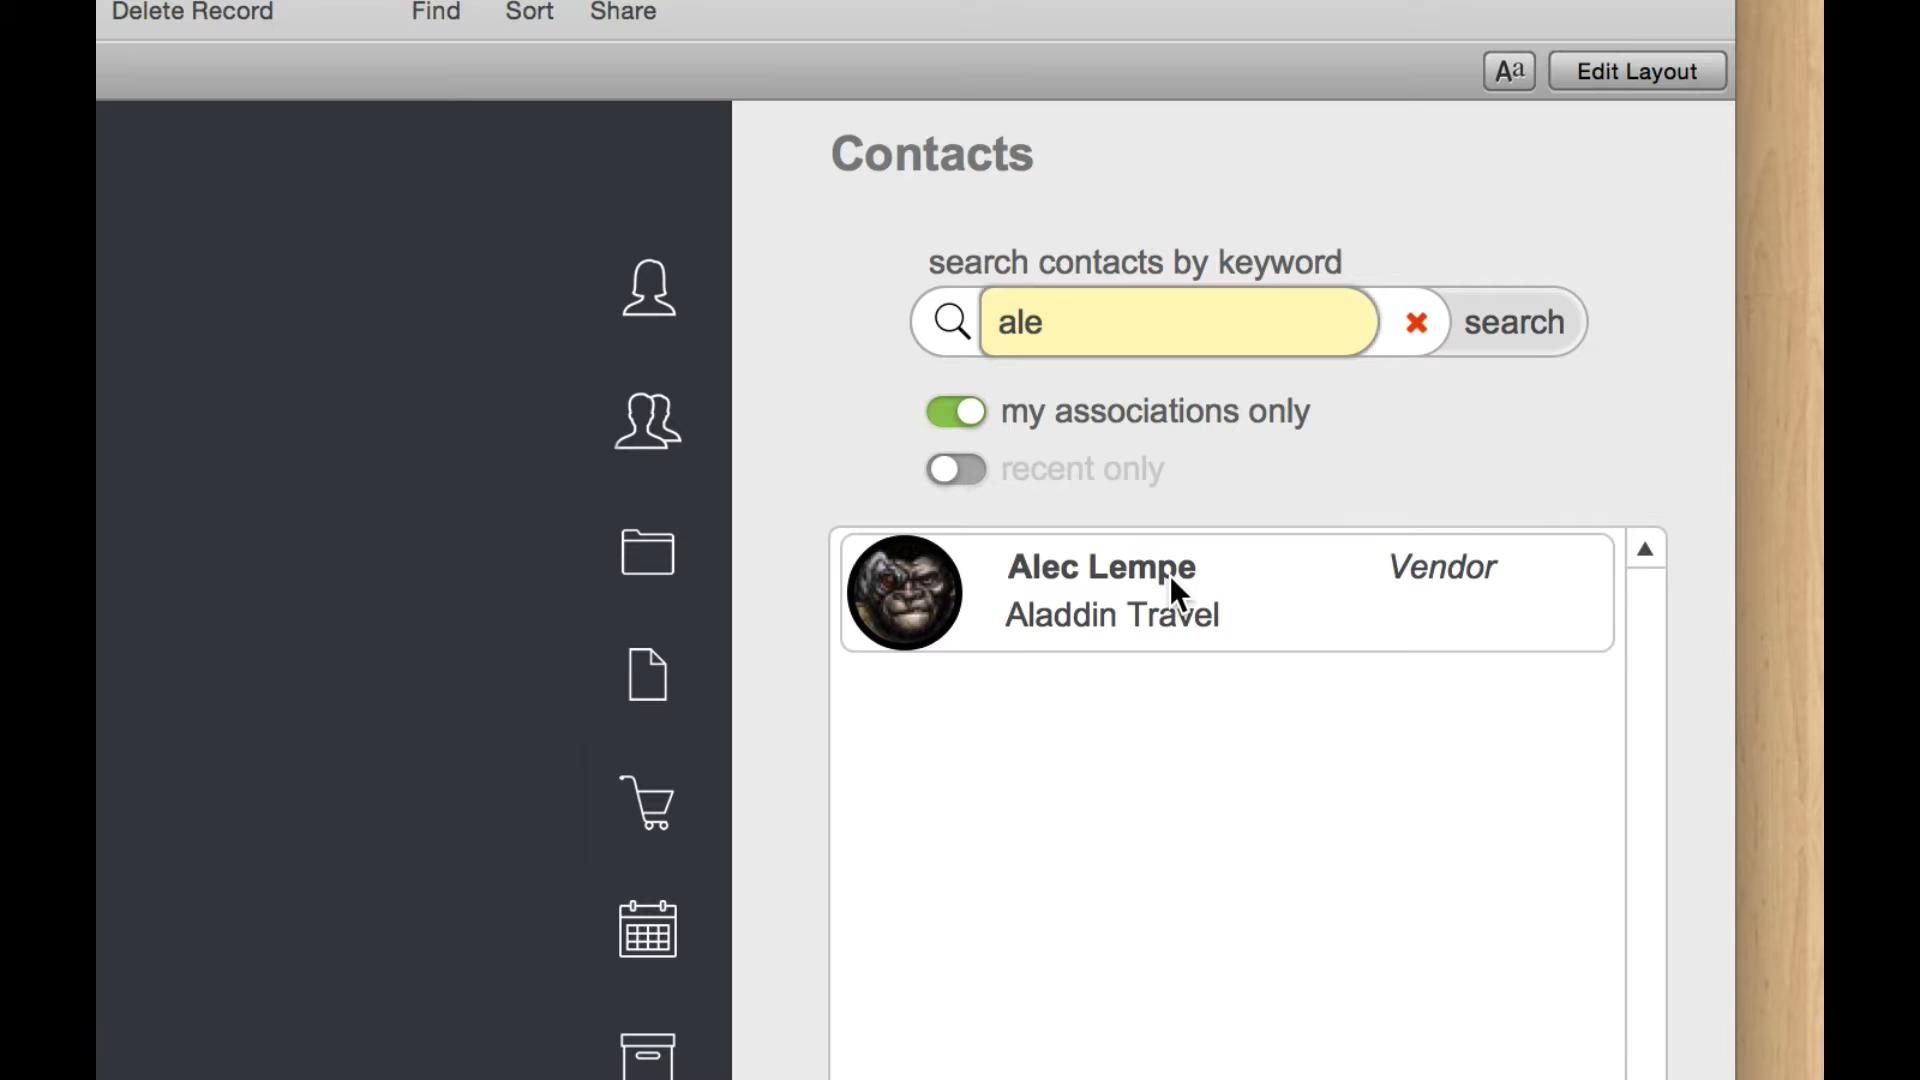 Delete Record Find Sort Share
Aa Edit Layout
Contacts
search contacts by keyword
ale search
my associations only
recent only
Alec Lempe Vendor
Aladdin Travel